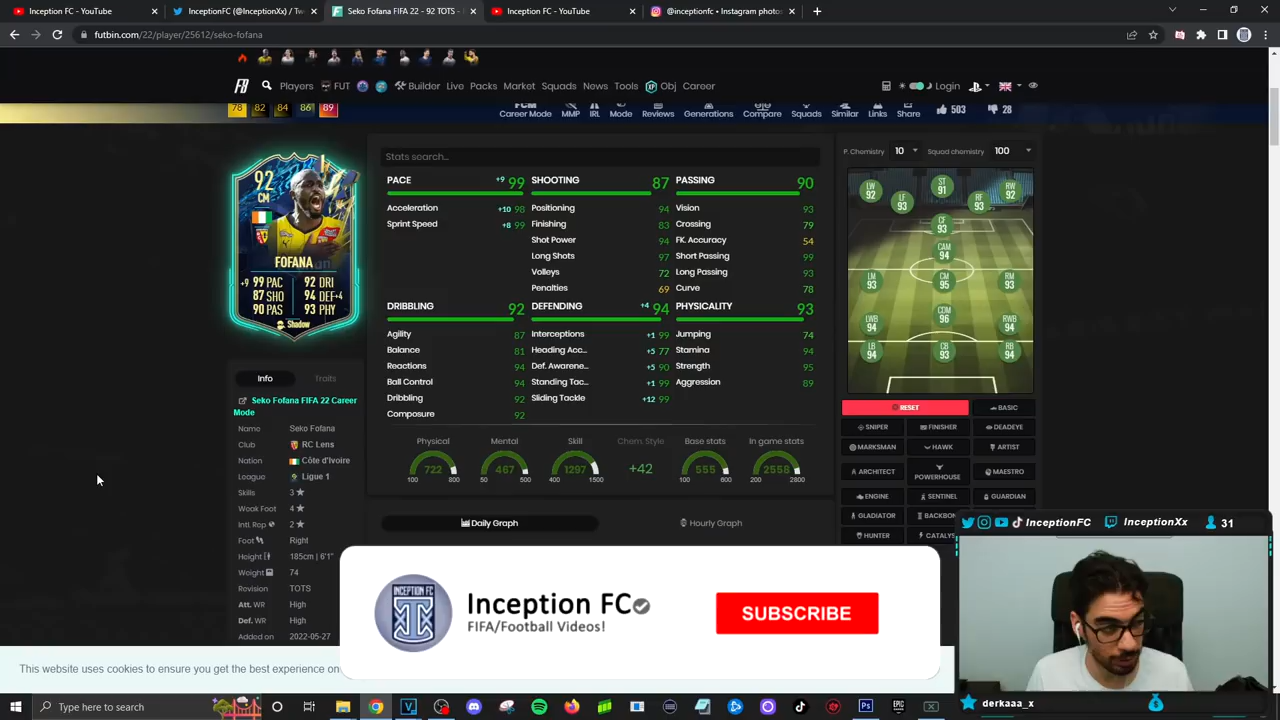 InceptionFC - YouTube
InceptionFC (@InceptionXx) / Tw
Seko Fofana FIFA 22 - 92 TOTS -
InceptionFC - YouTube
@inceptionfc • Instagram photos
futbin.com/22/player/25612/seko-fofana
FB Players FUT Builder Live Packs Market Squads News Tools Obj Career Login
78 82 84 86 89
Career Mode MMP IRL Mode Reviews Generations Compare Squads Similar Links Share 503 28
Stats search...
P. Chemistry 10 Squad chemistry 100
92
CM
FOFANA
+9 99 PAC 92 DRI
87 SHO 94 DEF+4
90 PAS 93 PHY
Shadow
PACE +9 99
Acceleration +10 98
Sprint Speed +8 99
SHOOTING 87
Positioning 94
Finishing 83
Shot Power 94
Long Shots 97
Volleys 72
Penalties 69
PASSING 90
Vision 93
Crossing 79
FK. Accuracy 54
Short Passing 99
Long Passing 93
Curve 78
DRIBBLING 92
Agility 87
Balance 81
Reactions 94
Ball Control 94
Dribbling 92
Composure 92
DEFENDING +4 94
Interceptions +1 99
Heading Acc... +5 77
Def. Awarene... +5 90
Standing Tac... +1 99
Sliding Tackle +12 99
PHYSICALITY 93
Jumping 74
Stamina 94
Strength 95
Aggression 89
Physical
722
100 800
Mental
467
50 500
Skill
1297
400 1500
Chem. Style
+42
Base stats
555
100 600
In game stats
2558
200 2800
Daily Graph Hourly Graph
LW 92
ST 91
RW 92
LF 93
RF 93
CF 93
CAM 94
LM 93
CM 95
RM 93
CDM 96
LWB 94
RWB 94
LB 94
CB 93
RB 94
RESET BASIC
SNIPER FINISHER DEADEYE
MARKSMAN HAWK ARTIST
ARCHITECT POWERHOUSE MAESTRO
ENGINE SENTINEL GUARDIAN
GLADIATOR BACKBON
HUNTER CATALYS
Info Traits
Seko Fofana FIFA 22 Career
Mode
Name Seko Fofana
Club RC Lens
Nation Côte d'Ivoire
League Ligue 1
Skills 3
Weak Foot 4
Intl Rep 2
Foot Right
Height 185cm | 6'1"
Weight 74
Revision TOTS
Att. WR High
Def. WR High
Added on 2022-05-27
Inception FC
FIFA/Football Videos!
SUBSCRIBE
This website uses cookies to ensure you get the best experience on
InceptionFC InceptionXx 31
derkaaa_x
Type here to search